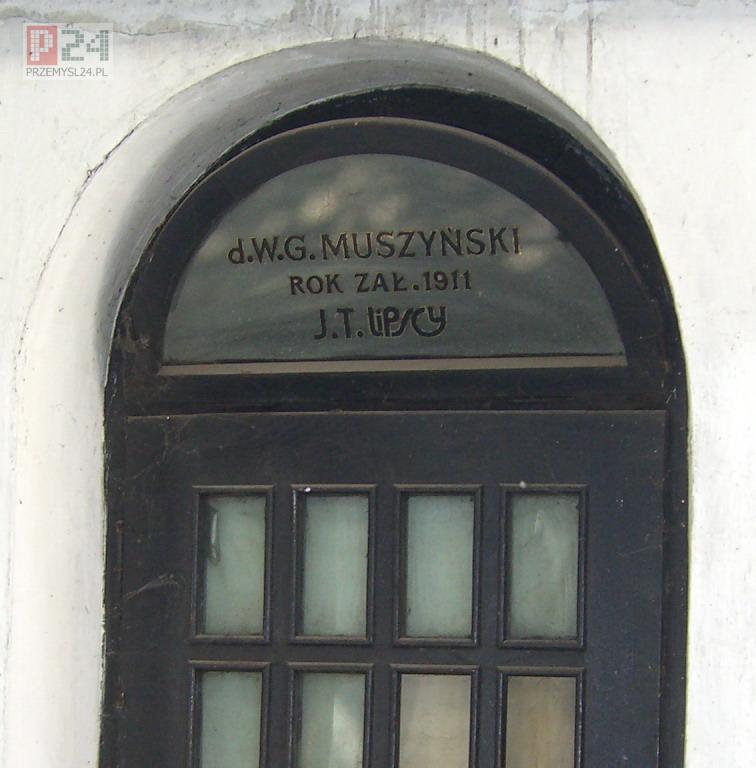 P24
PRZEMYSL24.PL
d.W.G. MUSZYŃSKI
ROK ZAŁ. 1911
J.T. LIPSCY